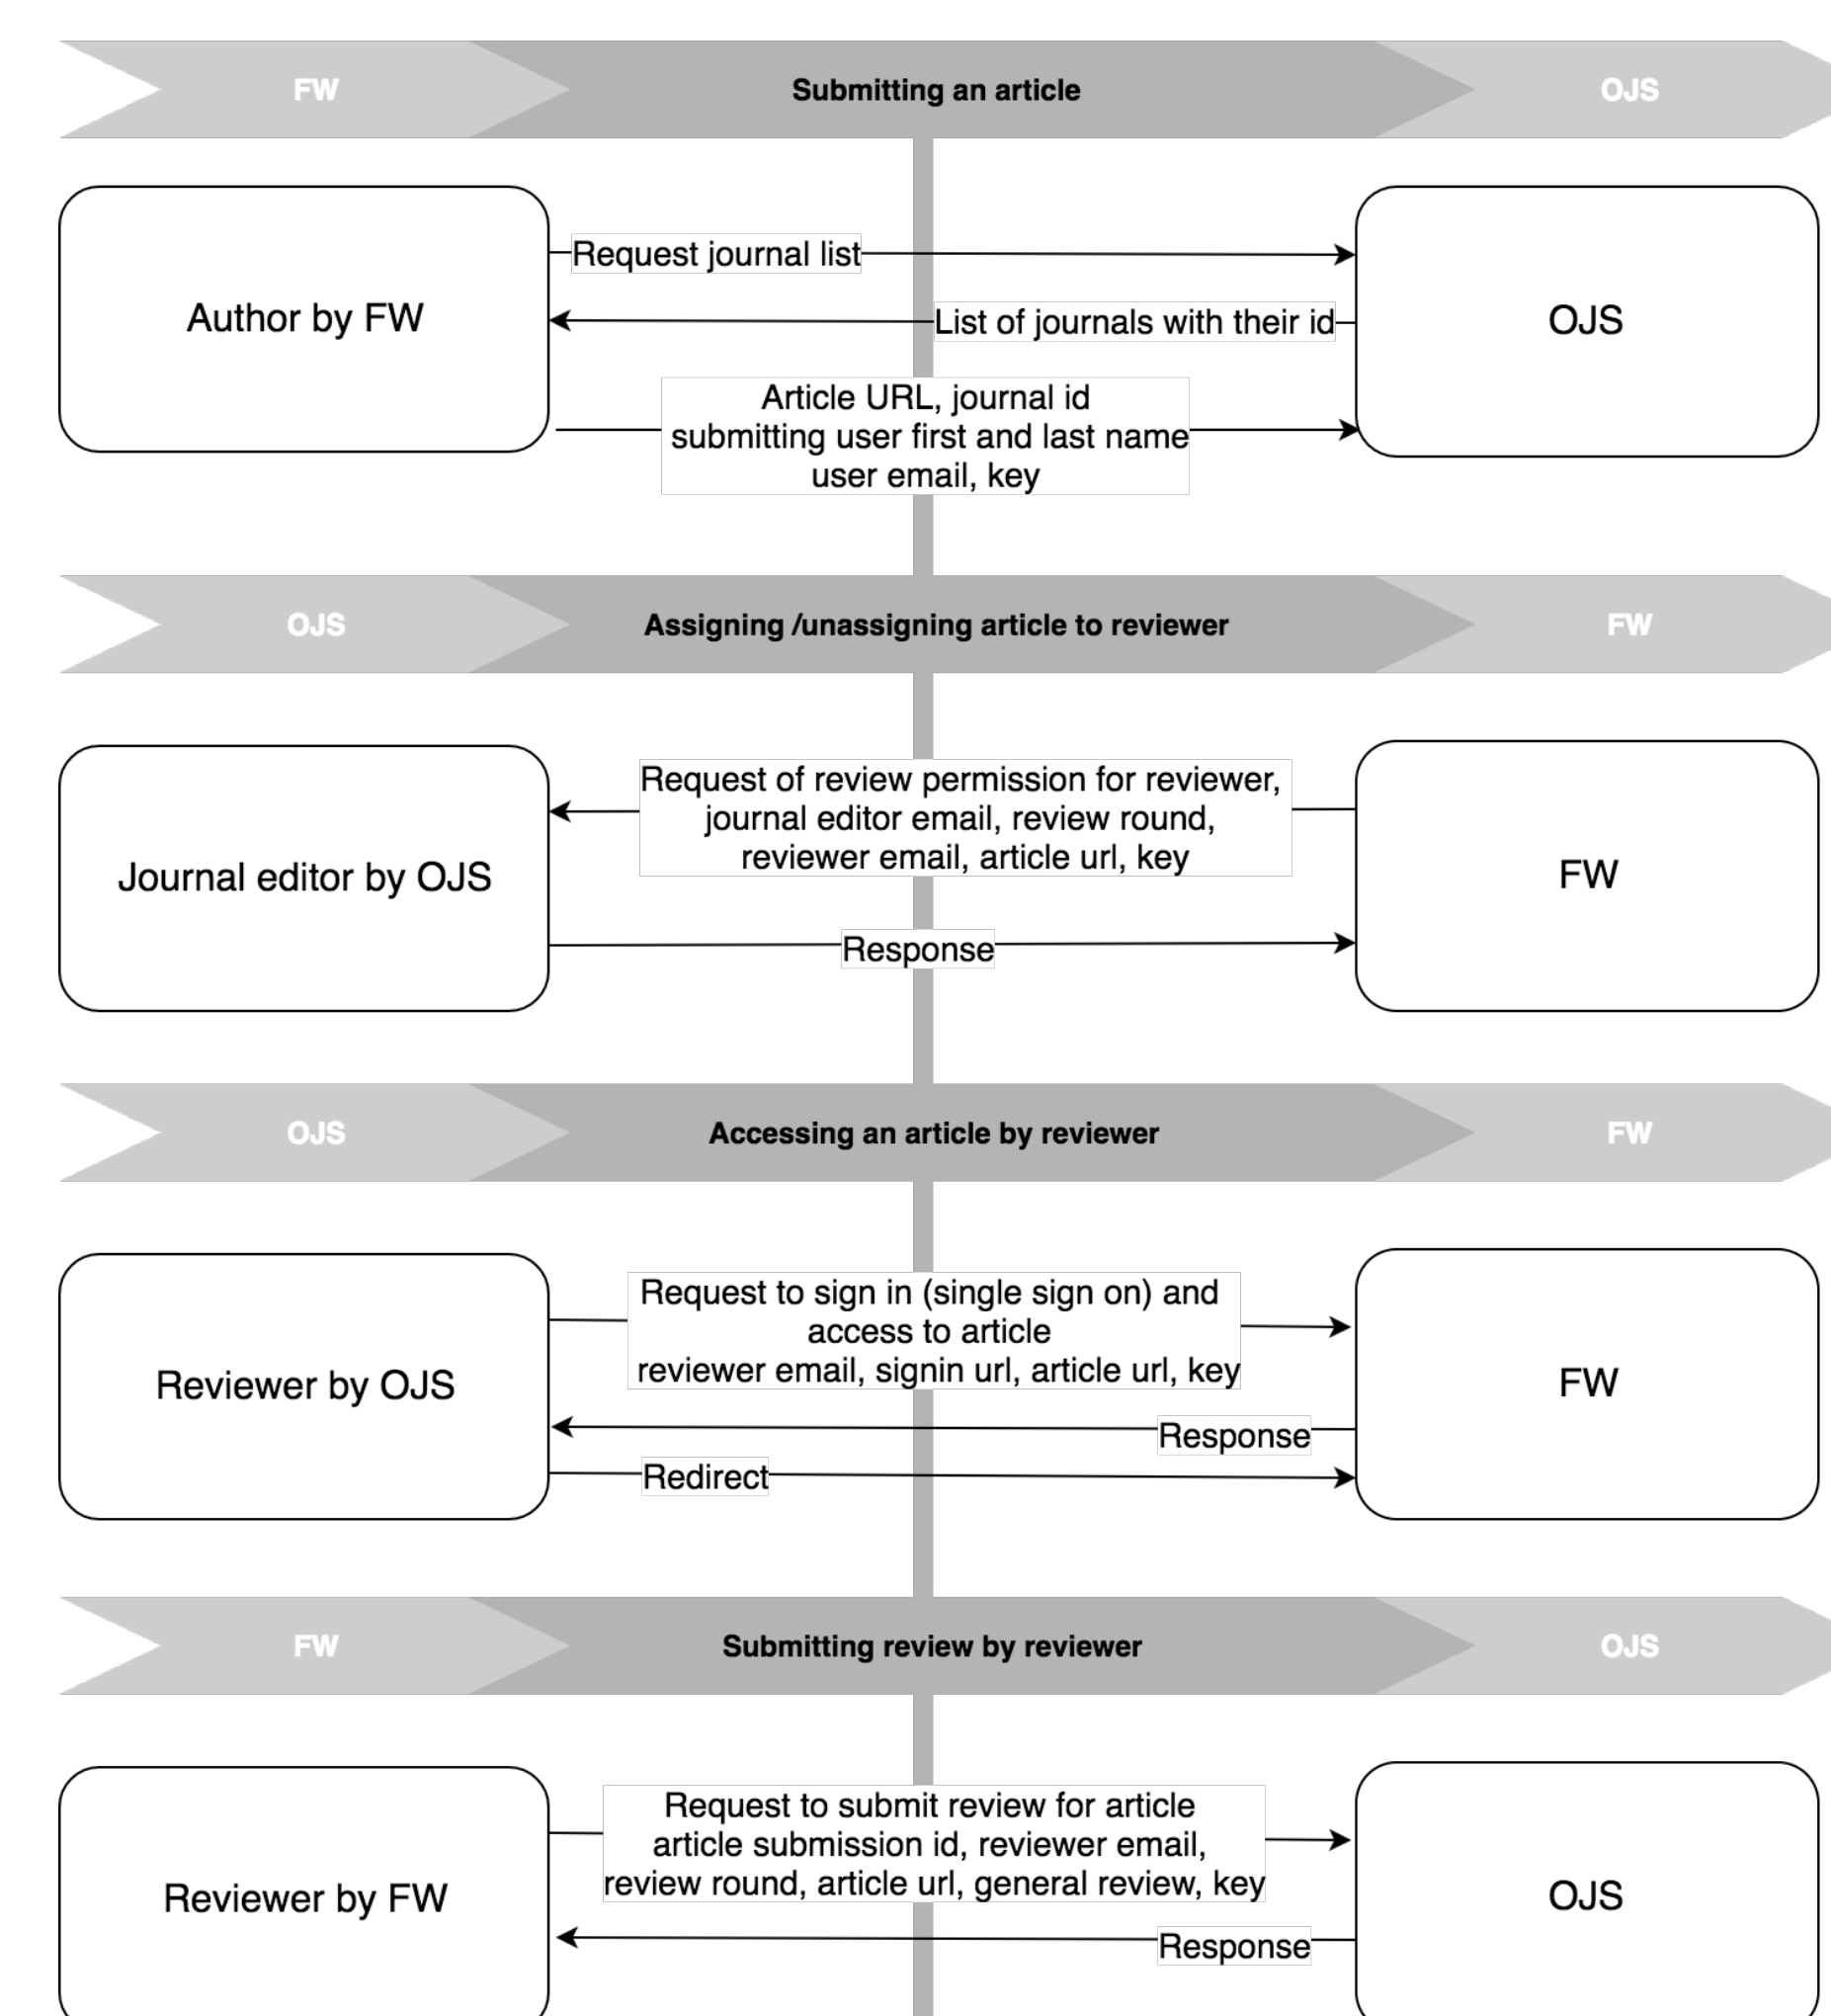 FW
Submitting an article
OJS
Author by FW
Request journal list
List of journals with their id
Article URL, journal id
submitting user first and last name
user email, key
OJS
OJS
Assigning /unassigning article to reviewer
FW
Journal editor by OJS
Request of review permission for reviewer,
journal editor email, review round,
reviewer email, article url, key
Response
FW
OJS
Accessing an article by reviewer
FW
Reviewer by OJS
Request to sign in (single sign on) and
access to article
reviewer email, signin url, article url, key
Response
Redirect
FW
FW
Submitting review by reviewer
OJS
Reviewer by FW
Request to submit review for article
article submission id, reviewer email,
review round, article url, general review, key
Response
OJS